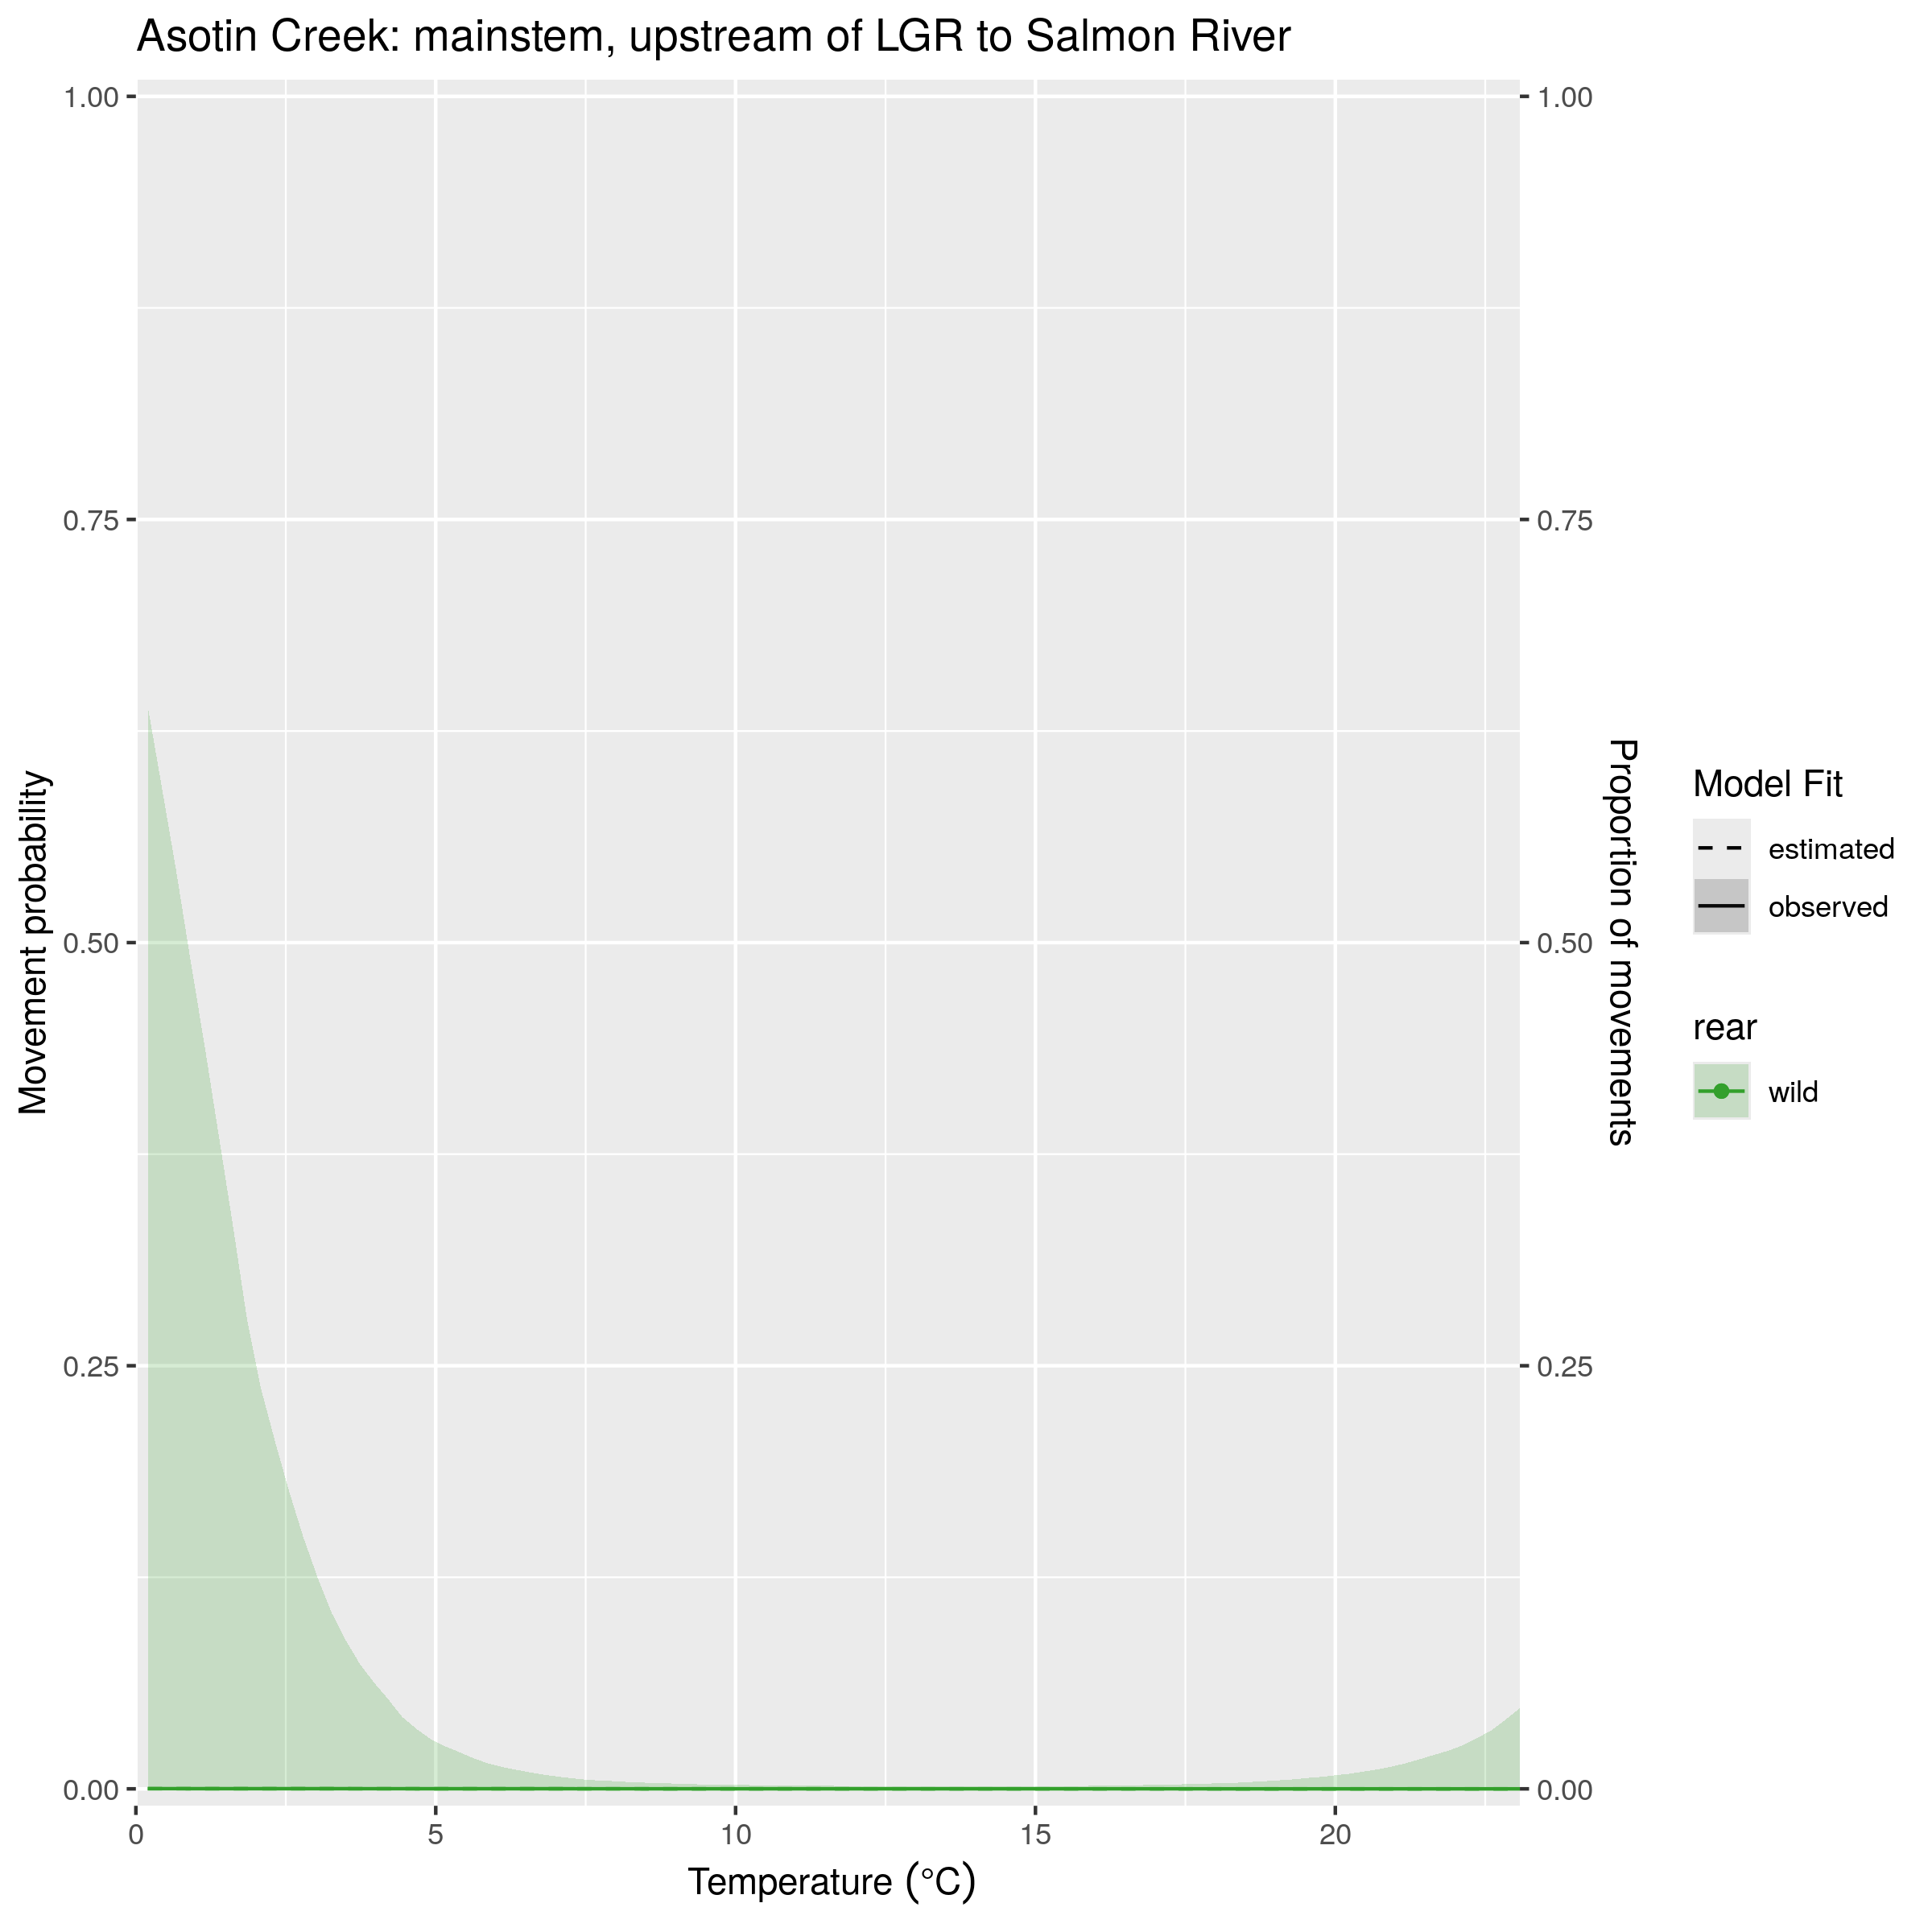 Asotin Creek: mainstem, upstream of LGR to Salmon River
1.00
0.75
0.50
0.25
0.00
Movement probability
1.00
0.75
0.50
0.25
0.00
Proportion of movements
0
5
10
15
20
Temperature (°C)
Model Fit
estimated
observed
rear
wild